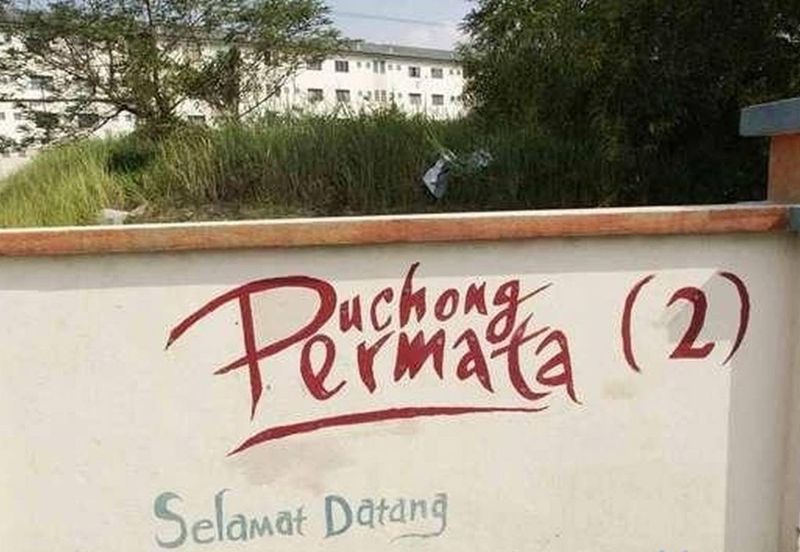 Puchong
Permata (2)
Selamat Datang